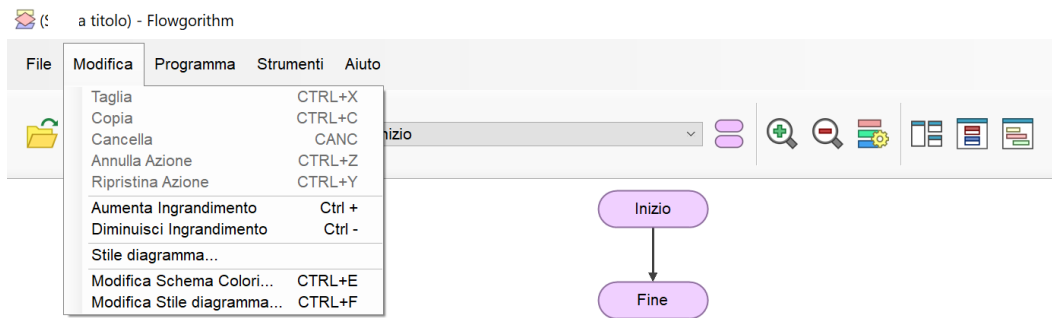 a titolo) - Flowgorithm
File Modifica Programma Strumenti Aiuto
Taglia CTRL+X
Copia CTRL+C
Cancella CANC
Annulla Azione CTRL+Z
Ripristina Azione CTRL+Y
Aumenta Ingrandimento Ctrl +
Diminuisci Ingrandimento Ctrl -
Stile diagramma...
Modifica Schema Colori... CTRL+E
Modifica Stile diagramma... CTRL+F
nizio
Inizio
Fine